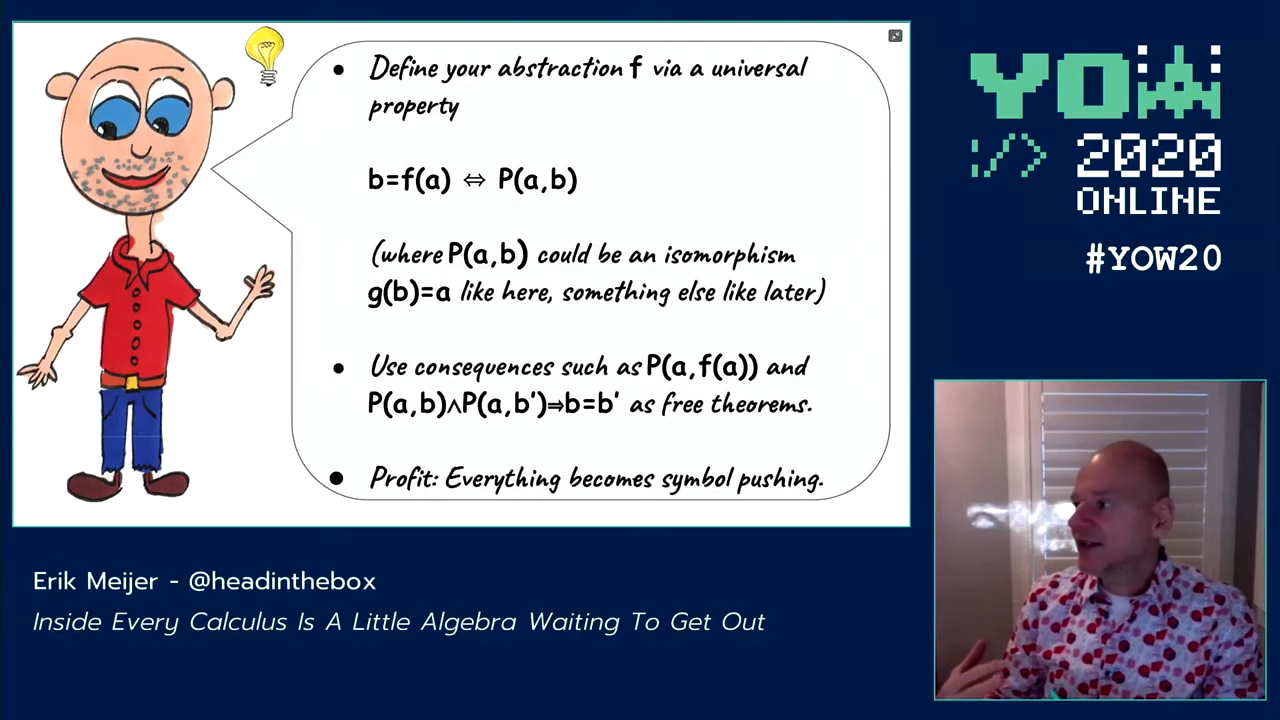 Define your abstraction f via a universal
property
b=f(a) ⇔ P(a,b)
(where P(a,b) could be an isomorphism
g(b)=a like here, something else like later)
Use consequences such as P(a,f(a)) and
P(a,b)∧P(a,b')⇒b=b' as free theorems.
Profit: Everything becomes symbol pushing.
YOW
:/> 2020
ONLINE
#YOW20
Erik Meijer - @headinthebox
Inside Every Calculus Is A Little Algebra Waiting To Get Out